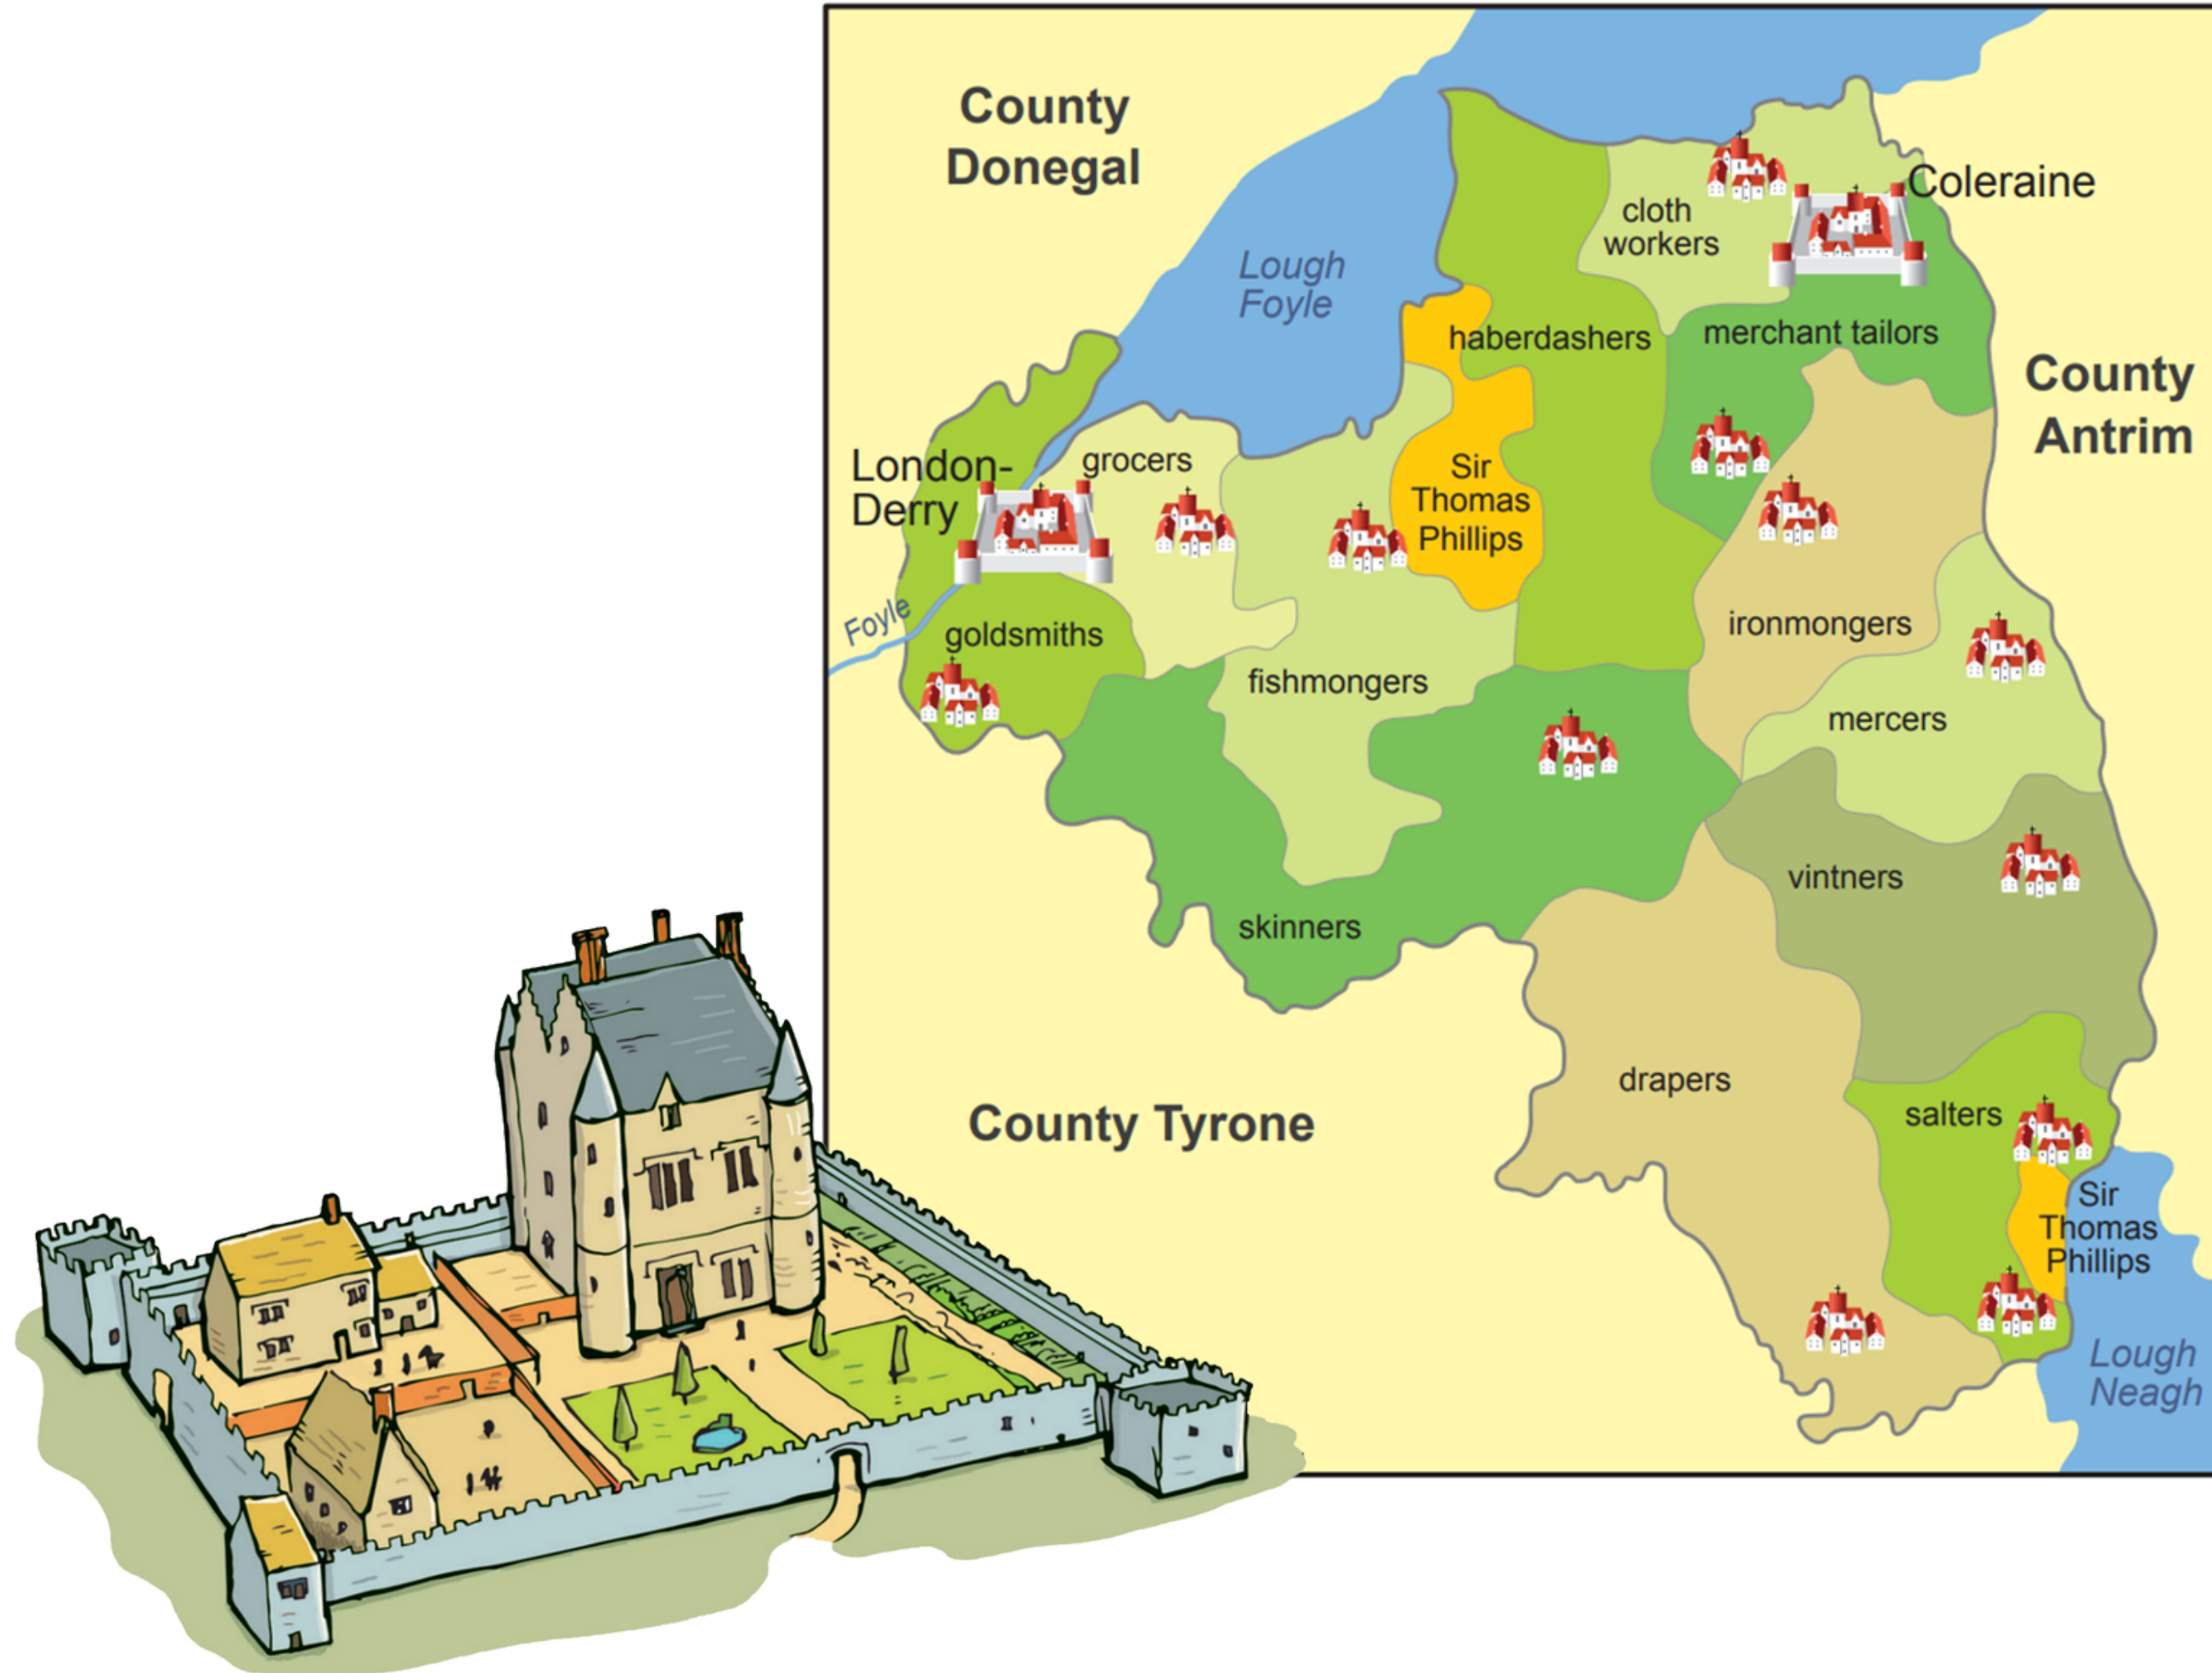 County
Donegal
Coleraine
cloth
workers
Lough
Foyle
haberdashers
merchant tailors
County
Antrim
London-
Derry
grocers
Sir
Thomas
Phillips
Foyle
goldsmiths
ironmongers
fishmongers
mercers
vintners
skinners
drapers
County Tyrone
salters
Sir
Thomas
Phillips
Lough
Neagh